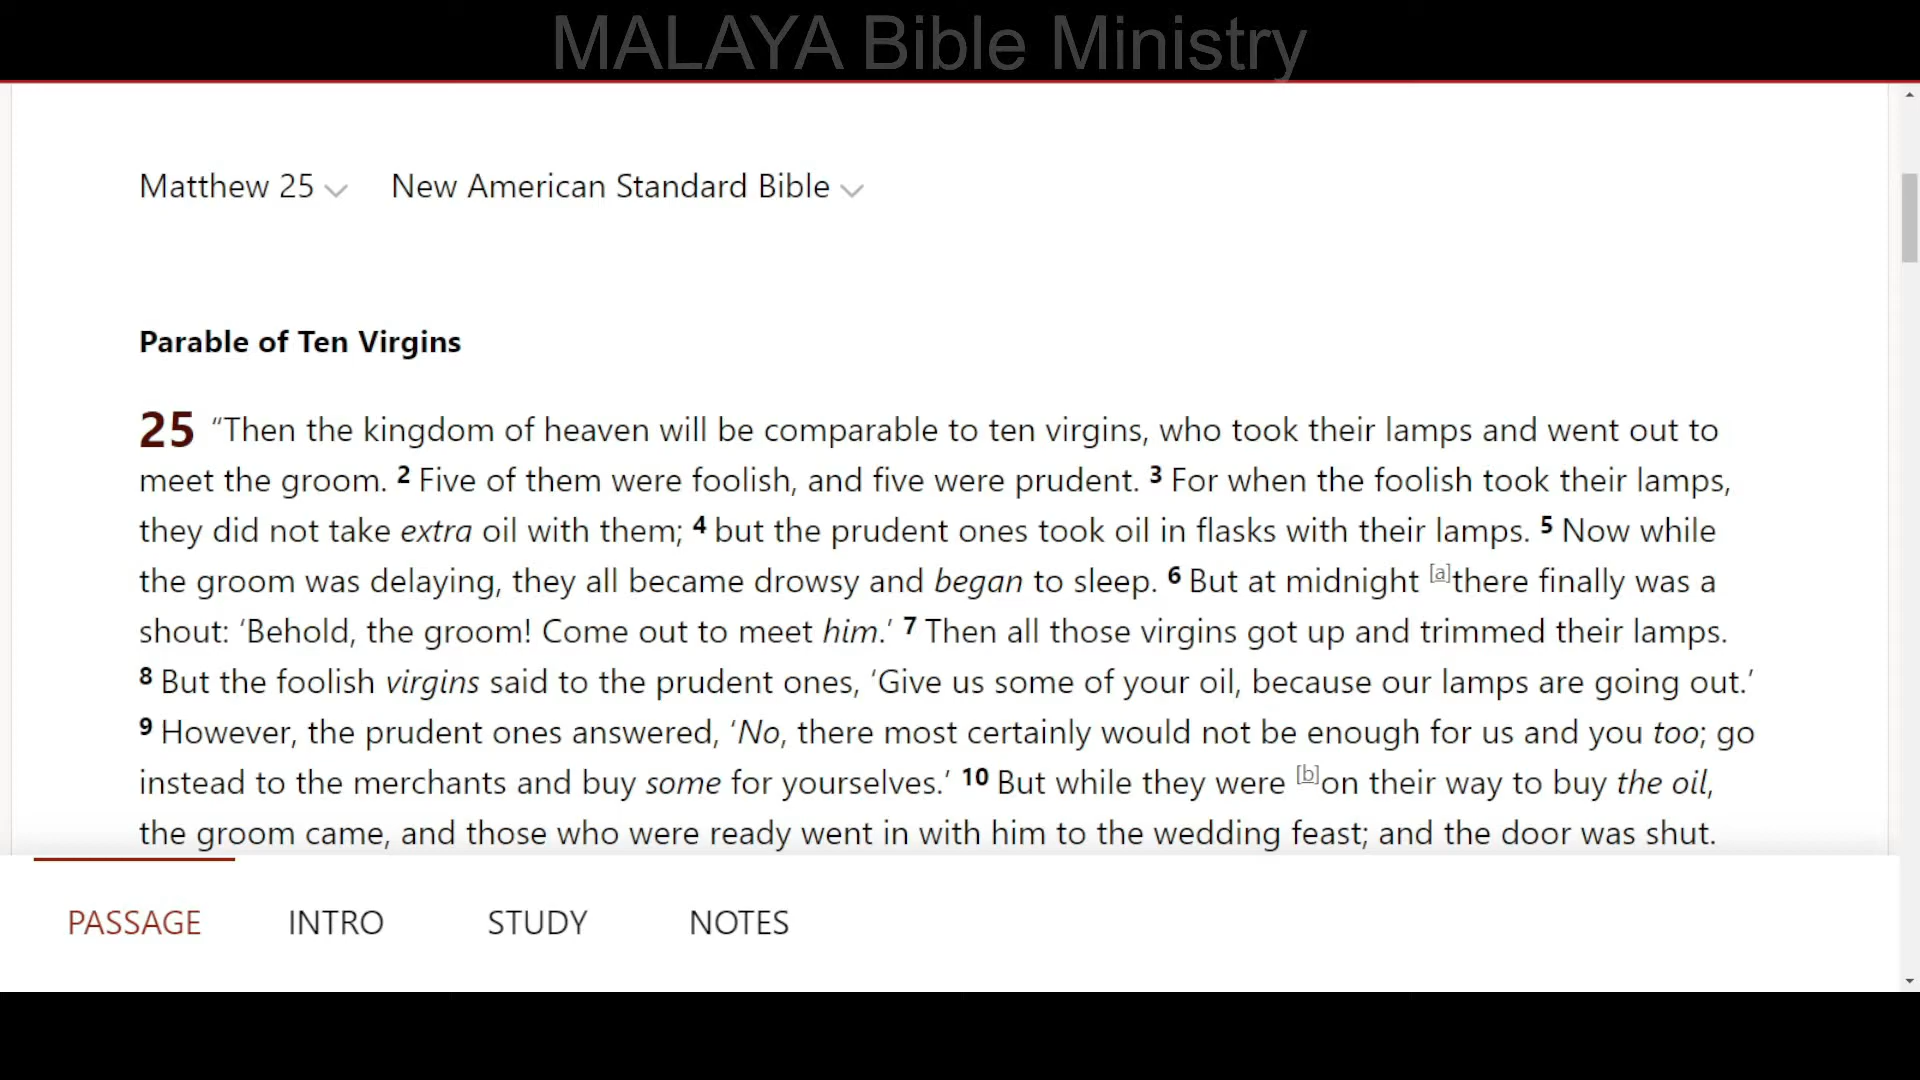 MALAYA Bible Ministry
Matthew 25 New American Standard Bible
Parable of Ten Virgins
25 “Then the kingdom of heaven will be comparable to ten virgins, who took their lamps and went out to
meet the groom. 2 Five of them were foolish, and five were prudent. 3 For when the foolish took their lamps,
they did not take extra oil with them; 4 but the prudent ones took oil in flasks with their lamps. 5 Now while
the groom was delaying, they all became drowsy and began to sleep. 6 But at midnight [a]there finally was a
shout: ‘Behold, the groom! Come out to meet him.’ 7 Then all those virgins got up and trimmed their lamps.
8 But the foolish virgins said to the prudent ones, ‘Give us some of your oil, because our lamps are going out.’
9 However, the prudent ones answered, ‘No, there most certainly would not be enough for us and you too; go
instead to the merchants and buy some for yourselves.’ 10 But while they were [b]on their way to buy the oil,
the groom came, and those who were ready went in with him to the wedding feast; and the door was shut.
PASSAGE INTRO STUDY NOTES